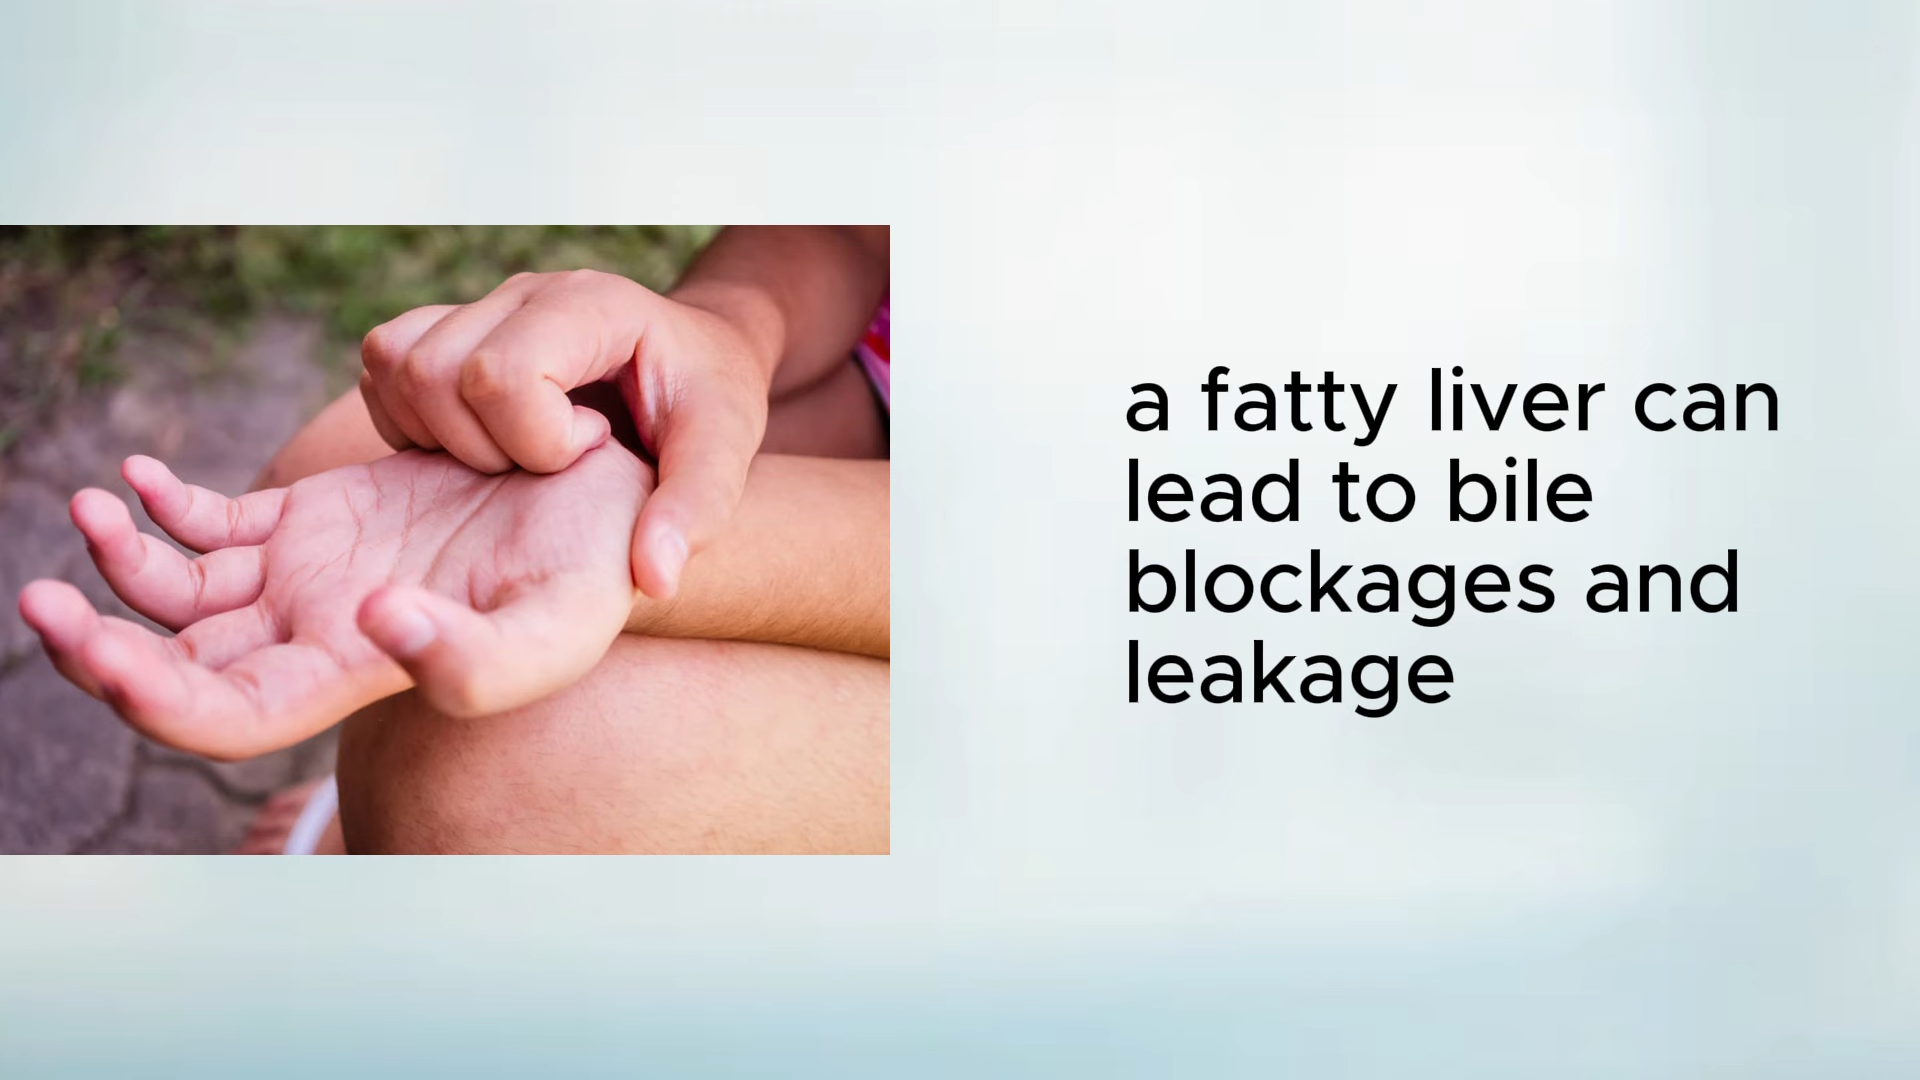 a fatty liver can
lead to bile
blockages and
leakage